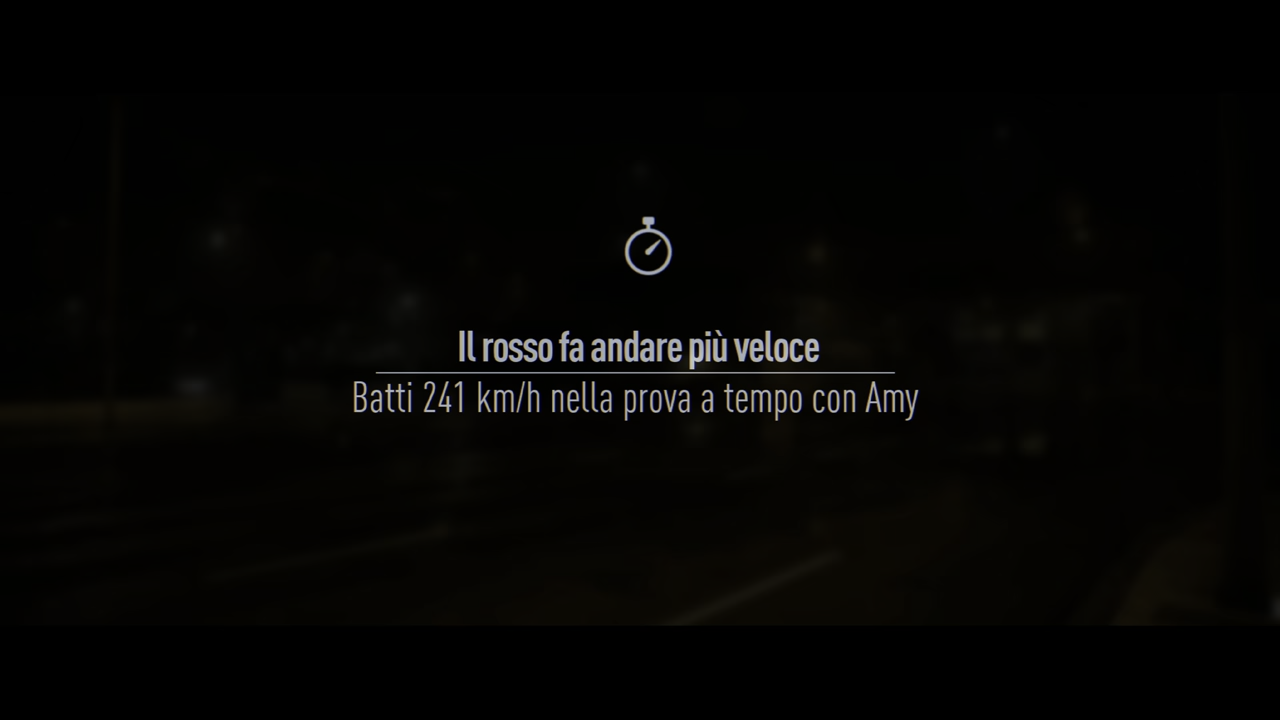 Il rosso fa andare più veloce
Batti 241 km/h nella prova a tempo con Amy